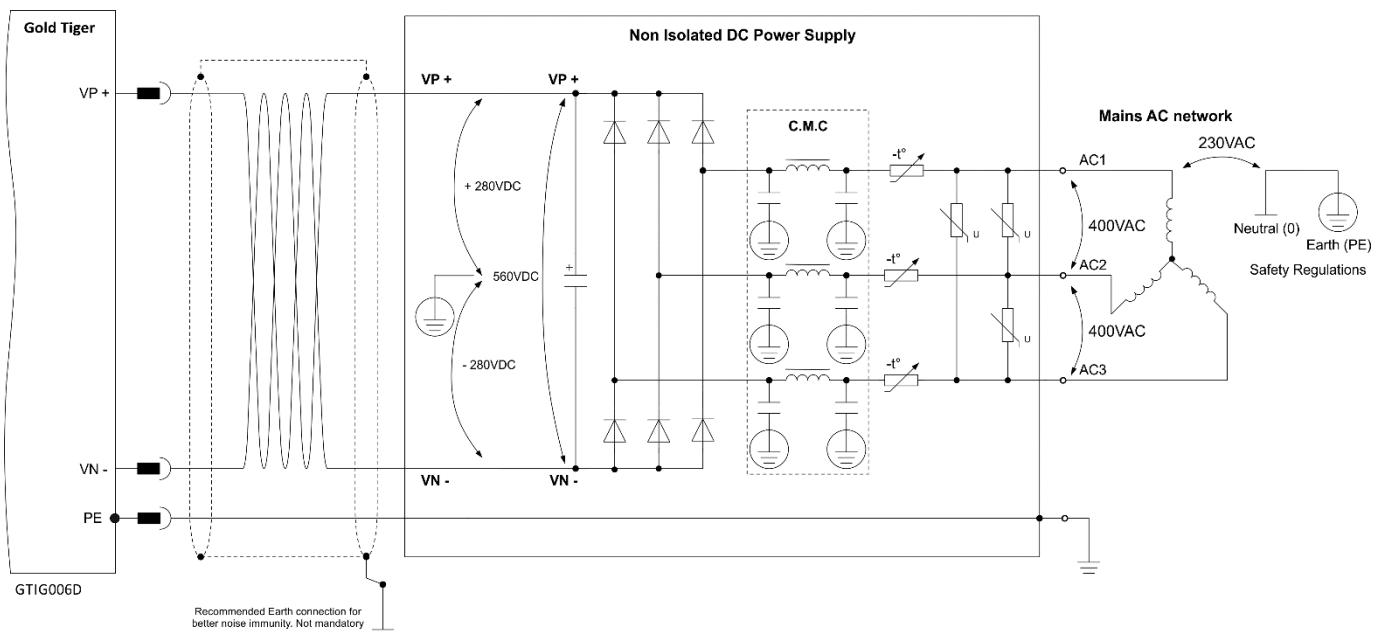 Gold Tiger
Non Isolated DC Power Supply
VP +
VP +
VP +
C.M.C
Mains AC network
230VAC
-t°
AC1
+ 280VDC
u
u
400VAC
Neutral (0)
Earth (PE)
Safety Regulations
-t°
AC2
560VDC
+
u
400VAC
- 280VDC
-t°
AC3
VN -
VN -
VN -
PE
GTIG006D
Recommended Earth connection for
better noise immunity. Not mandatory